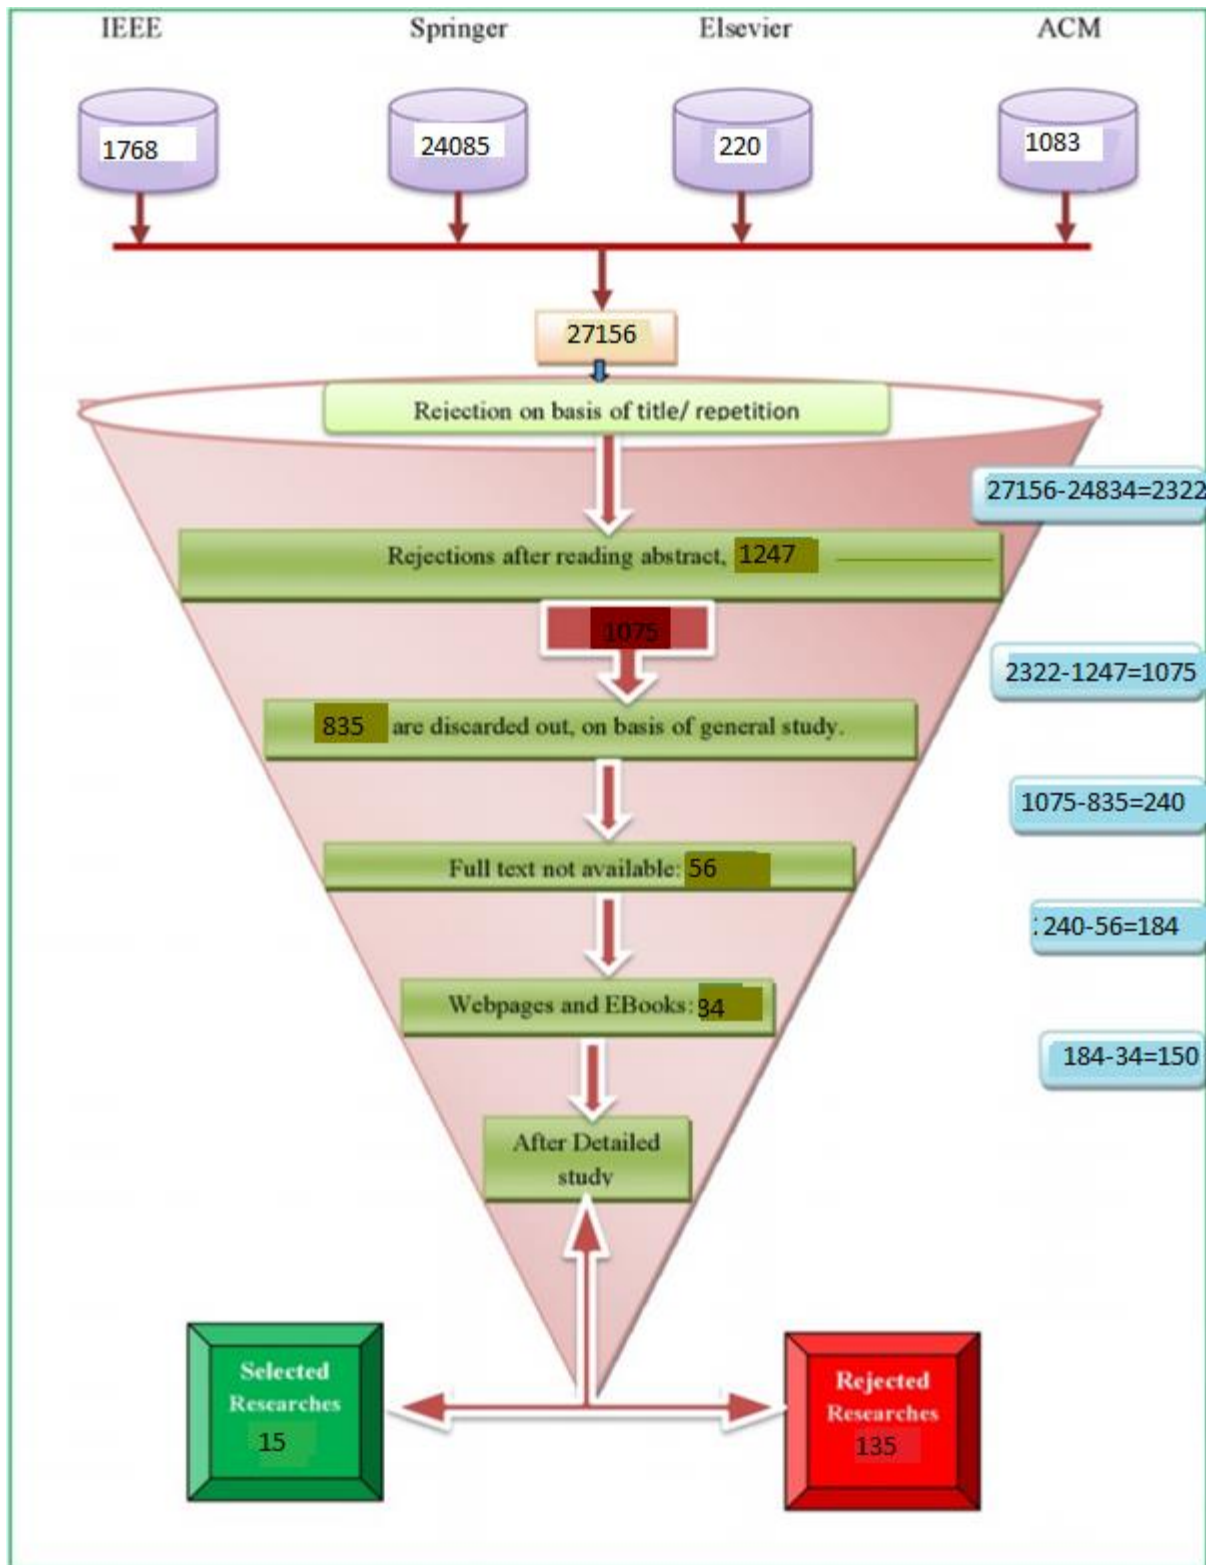 IEEE Springer Elsevier ACM
1768 24085 220 1083
27156
Rejection on basis of title/ repetition
27156-24834=2322
Rejections after reading abstract, 1247
1075
2322-1247=1075
835 are discarded out, on basis of general study.
1075-835=240
Full text not available: 56
240-56=184
Webpages and EBooks: 34
184-34=150
After Detailed
study
Selected
Researches
15
Rejected
Researches
135